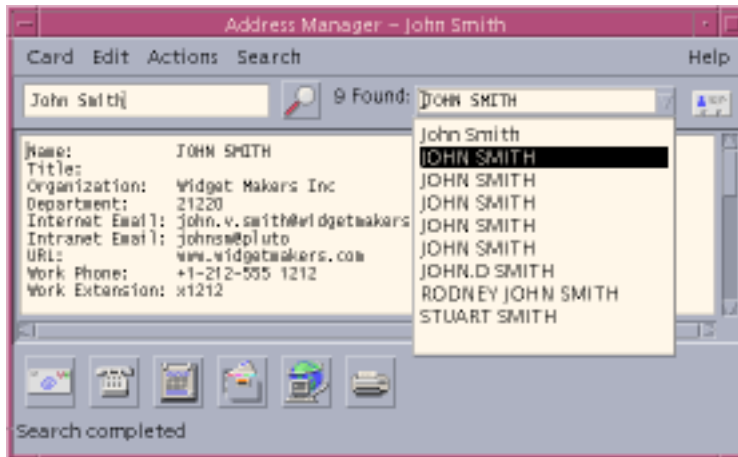 Address Manager – John Smith
Card Edit Actions Search Help
John Smith 9 Found: JOHN SMITH
John Smith
JOHN SMITH
JOHN SMITH
JOHN SMITH
JOHN SMITH
JOHN SMITH
JOHN.D SMITH
RODNEY JOHN SMITH
STUART SMITH
Name: JOHN SMITH
Title:
Organization: Widget Makers Inc
Department: 21220
Internet Email: john.v.smith@widgetmakers
Intranet Email: johnsm@pluto
URL: www.widgetmakers.com
Work Phone: +1-212-555 1212
Work Extension: x1212
Search completed